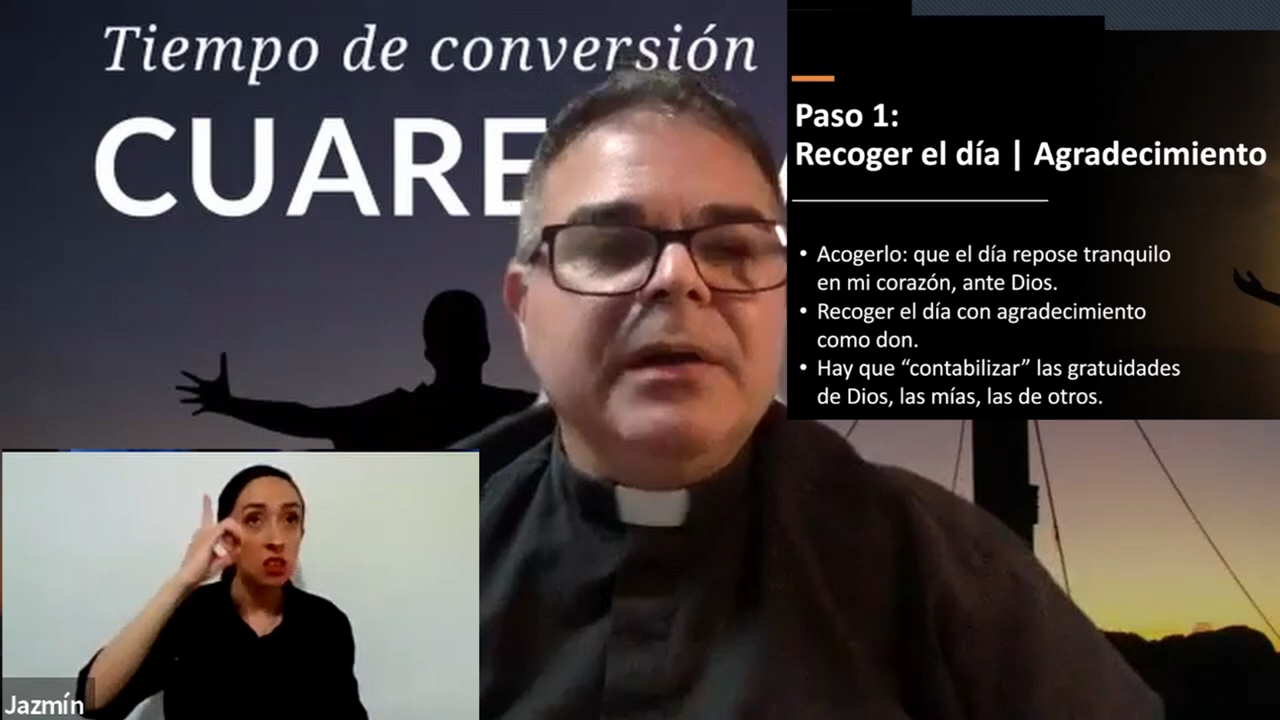 Tiempo de conversión
CUARE
Paso 1:
Recoger el día | Agradecimiento
• Acogerlo: que el día repose tranquilo
en mi corazón, ante Dios.
• Recoger el día con agradecimiento
como don.
• Hay que “contabilizar” las gratuidades
de Dios, las mías, las de otros.
Jazmín